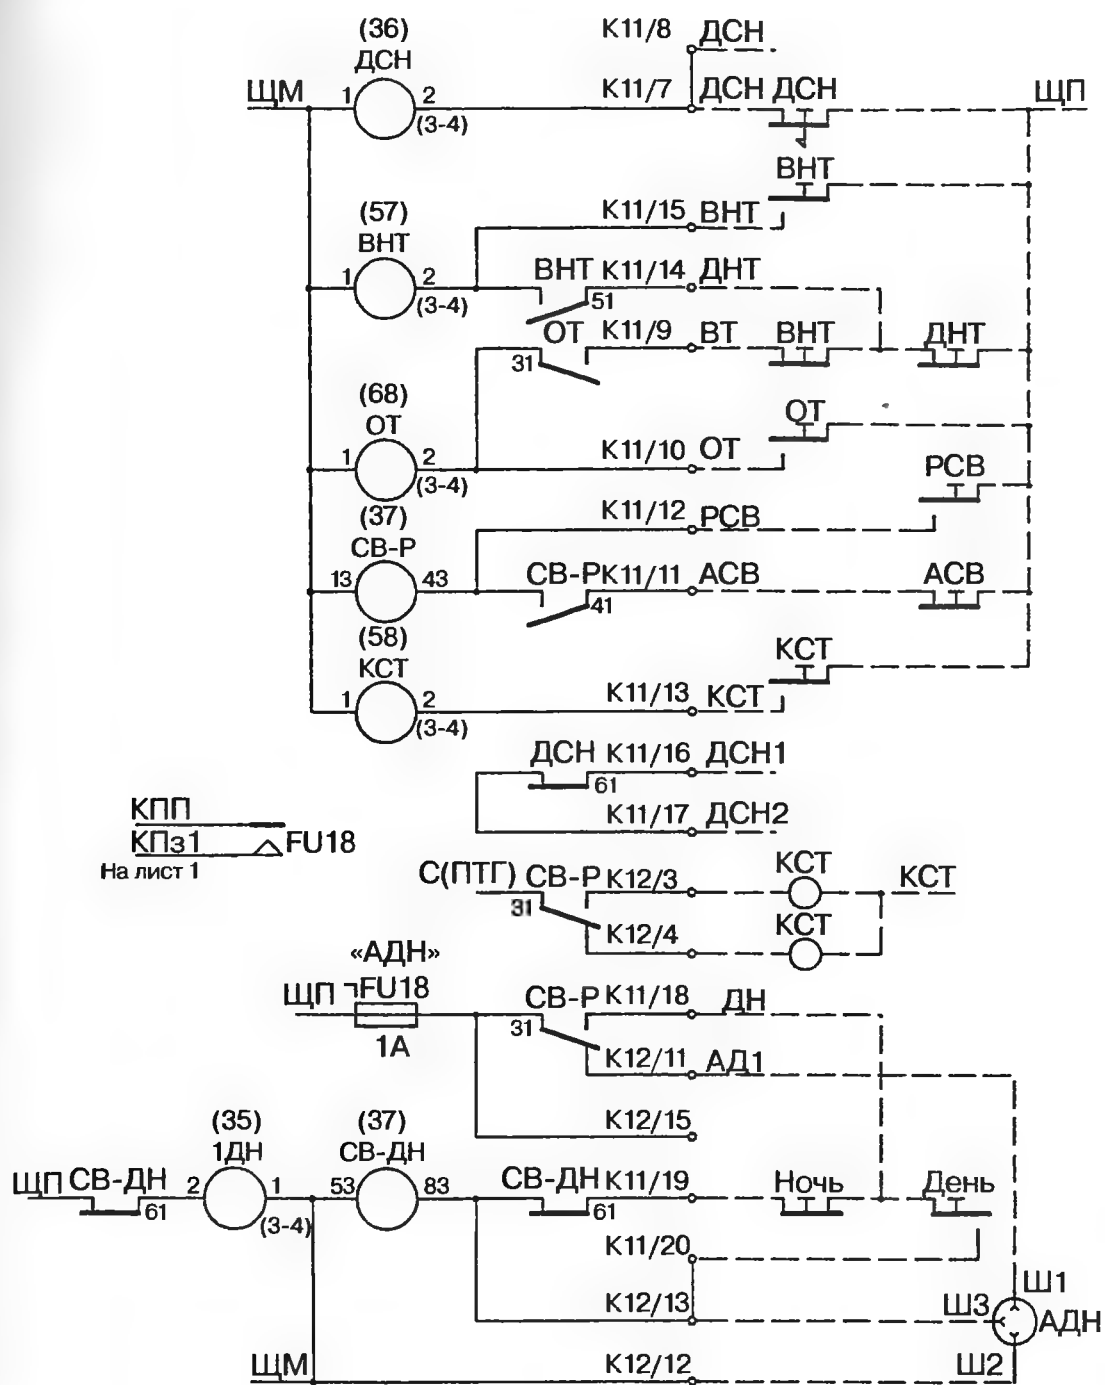 (36) К11/8 ДСН
ДСН
ЩМ 1 2 К11/7 ДСН ДСН ЩП
(3-4)
ВНТ
(57) К11/15 ВНТ
ВНТ
1 2 ВНТ К11/14 ДНТ
(3-4) 51
ОТ К11/9 ВТ ВНТ ДНТ
31
(68)
ОТ ОТ
1 2 К11/10 ОТ
(3-4) РСВ
(37) К11/12 РСВ
СВ-Р
13 43 СВ-Р К11/11 АСВ АСВ
41
(58)
КСТ КСТ
1 2 К11/13 КСТ
(3-4)
ДСН К11/16 ДСН1
61
КПП К11/17 ДСН2
КПз1 FU18
На лист 1
С(ПТГ) СВ-Р К12/3 КСТ КСТ
31
К12/4 КСТ
«АДН»
ЩП FU18 СВ-Р К11/18 ДН
31
1А К12/11 АД1
(35) (37) К12/15
1ДН СВ-ДН
ЩП СВ-ДН 2 1 53 83 СВ-ДН К11/19 Ночь День
61 (3-4) 61
К11/20
Ш1
К12/13 Ш3 АДН
ЩМ К12/12 Ш2